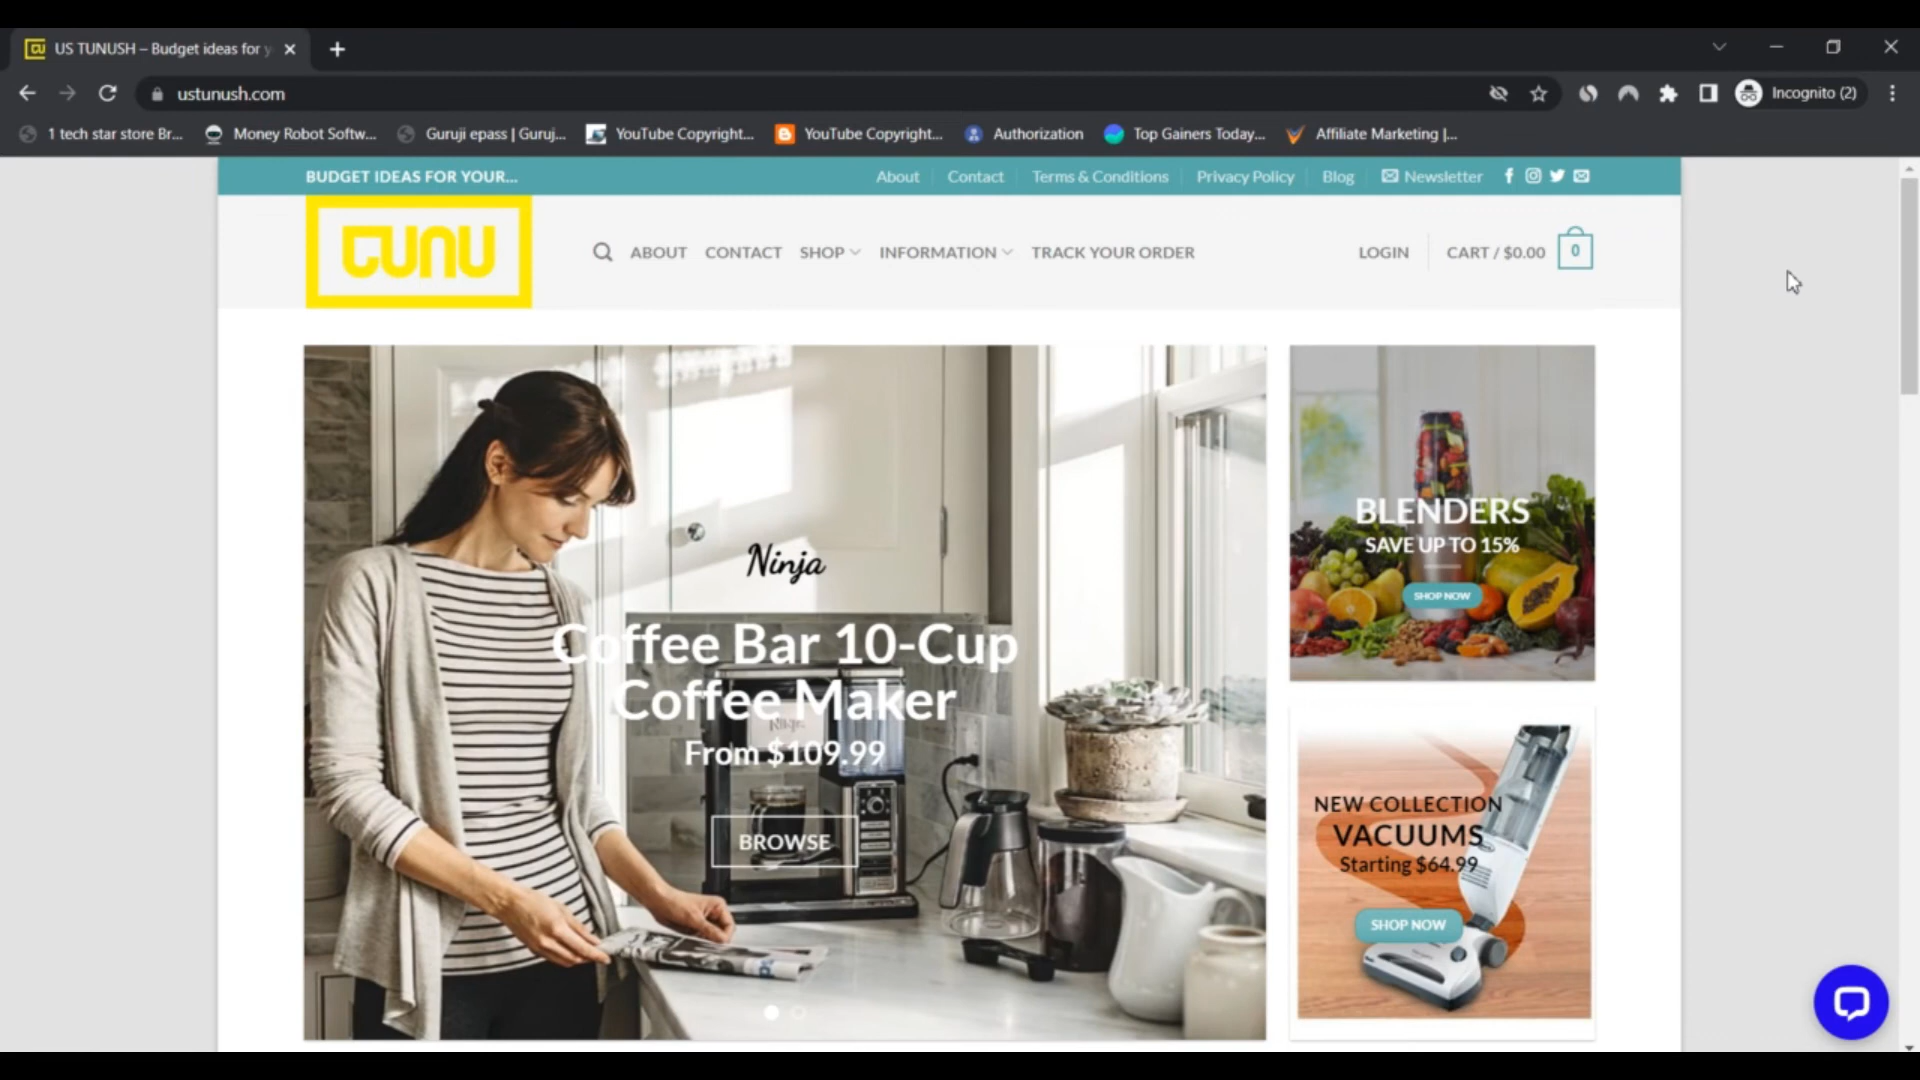 US TUNUSH – Budget ideas for y
ustunush.com
Incognito (2)
1 tech star store Br...
Money Robot Softw...
Guruji epass | Guruj...
YouTube Copyright...
YouTube Copyright...
Authorization
Top Gainers Today...
Affiliate Marketing |...
BUDGET IDEAS FOR YOUR...
About
Contact
Terms & Conditions
Privacy Policy
Blog
Newsletter
TUNU
ABOUT
CONTACT
SHOP
INFORMATION
TRACK YOUR ORDER
LOGIN
CART / $0.00
0
Ninja
Coffee Bar 10-Cup
Coffee Maker
From $109.99
BROWSE
BLENDERS
SAVE UP TO 15%
SHOP NOW
NEW COLLECTION
VACUUMS
Starting $64.99
SHOP NOW